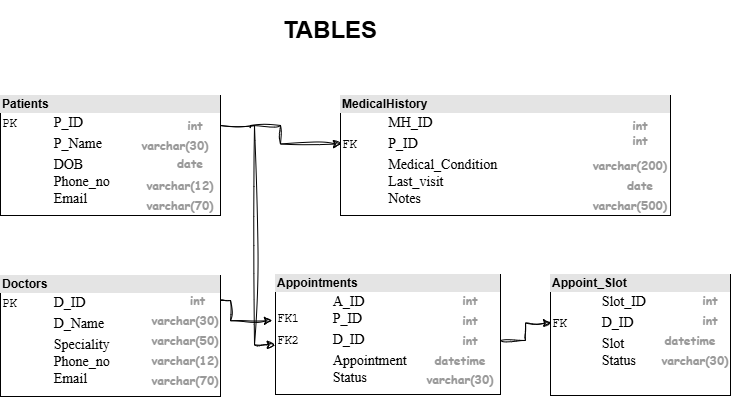 TABLES
Patients
PK P_ID int
P_Name varchar(30)
DOB date
Phone_no varchar(12)
Email varchar(70)
MedicalHistory
MH_ID int
FK P_ID int
Medical_Condition varchar(200)
Last_visit date
Notes varchar(500)
Doctors
PK D_ID int
D_Name varchar(30)
Speciality varchar(50)
Phone_no varchar(12)
Email varchar(70)
Appointments
A_ID int
FK1 P_ID int
FK2 D_ID int
Appointment datetime
Status varchar(30)
Appoint_Slot
Slot_ID int
FK D_ID int
Slot datetime
Status varchar(30)